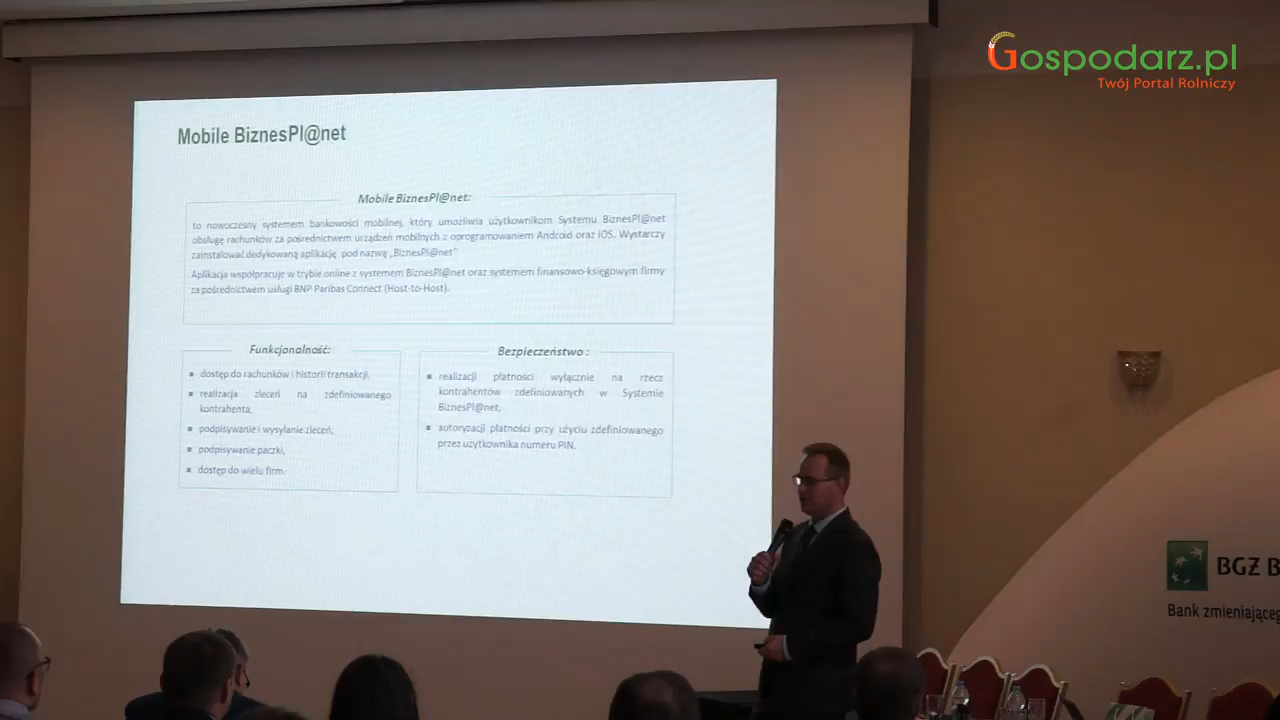 Gospodarz.pl
Twój Portal Rolniczy
Mobile BiznesPl@net
Mobile BiznesPl@net:
to nowoczesny systemem bankowości mobilnej, który umożliwia użytkownikom Systemu BiznesPl@net
obsługę rachunków za pośrednictwem urządzeń mobilnych z oprogramowaniem Android oraz iOS. Wystarczy
zainstalować dedykowaną aplikację pod nazwą „BiznesPl@net"
Aplikacja współpracuje w trybie online z systemem BiznesPl@net oraz systemem finansowo-księgowym firmy
za pośrednictwem usługi BNP Paribas Connect (Host-to-Host).
Funkcjonalność:
▪ dostęp do rachunków i historii transakcji,
▪ realizacja zleceń na zdefiniowanego
kontrahenta,
▪ podpisywanie i wysyłanie zleceń,
▪ podpisywanie paczki,
▪ dostęp do wielu firm.
Bezpieczeństwo :
▪ realizacji płatności wyłącznie na rzecz
kontrahentów zdefiniowanych w Systemie
BiznesPl@net,
▪ autoryzacji płatności przy użyciu zdefiniowanego
przez użytkownika numeru PIN.
BGŻ B
Bank zmieniające